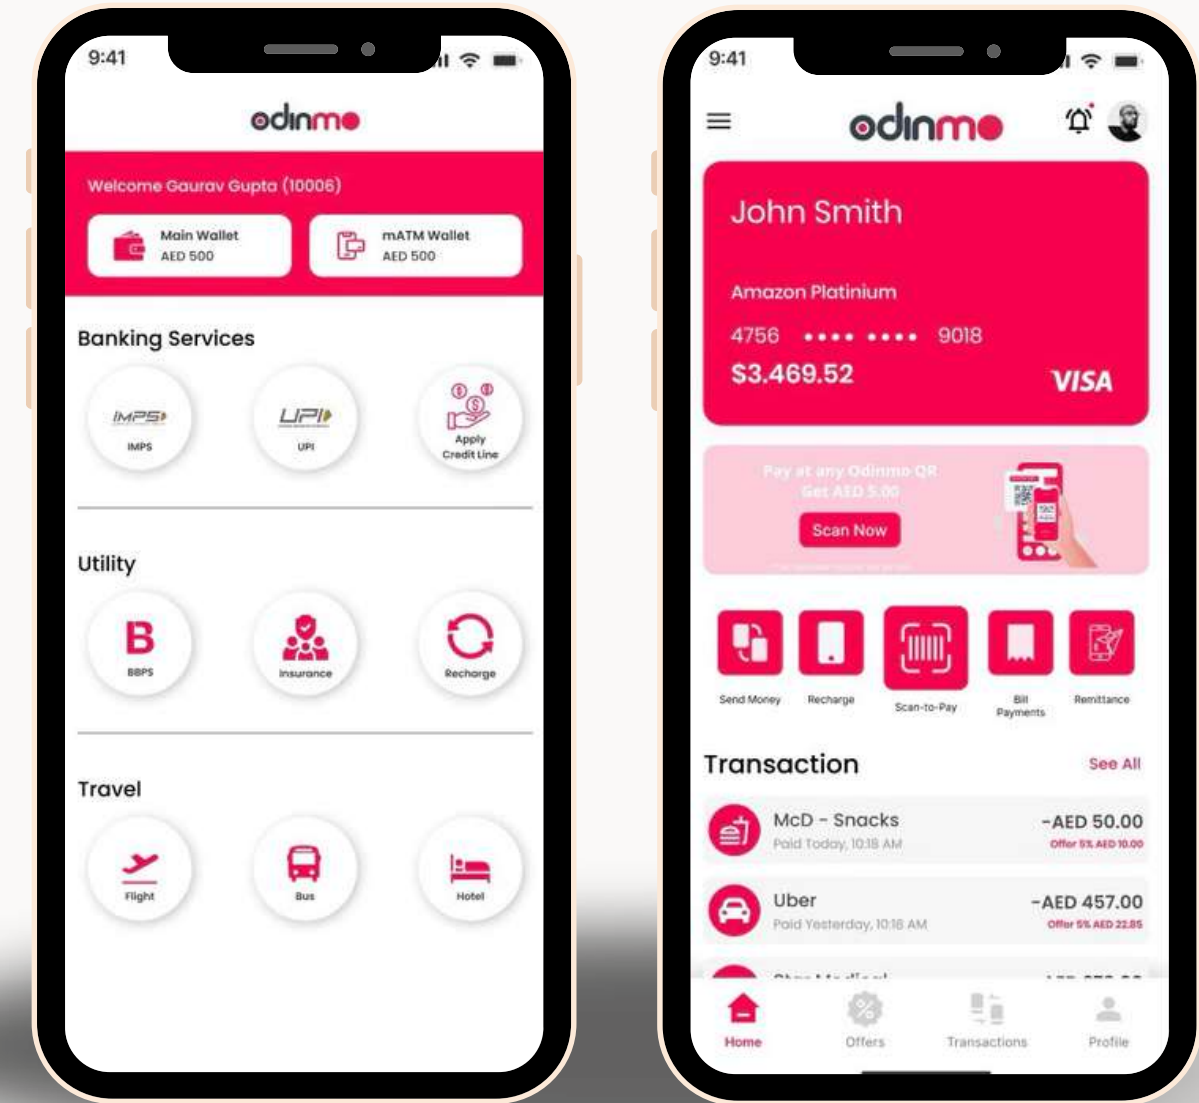 9:41
odinmo
Welcome Gaurav Gupta (10006)
Main Wallet
AED 500
mATM Wallet
AED 500
Banking Services
IMPS
IMPS
UPI
UPI
Apply
Credit Line
Utility
B
BBPS
Insurance
Recharge
Travel
Flight
Bus
Hotel
9:41
odinmo
John Smith
Amazon Platinium
4756 •••• •••• 9018
$3.469.52
VISA
Pay at any Odinmo QR
Get AED 5.00
Scan Now
Send Money
Recharge
Scan-to-Pay
Bill
Payments
Remittance
Transaction
See All
McD - Snacks
-AED 50.00
Paid Today, 10:18 AM
Offer 5% AED 10.00
Uber
-AED 457.00
Paid Yesterday, 10:18 AM
Offer 5% AED 22.85
Home
Offers
Transactions
Profile